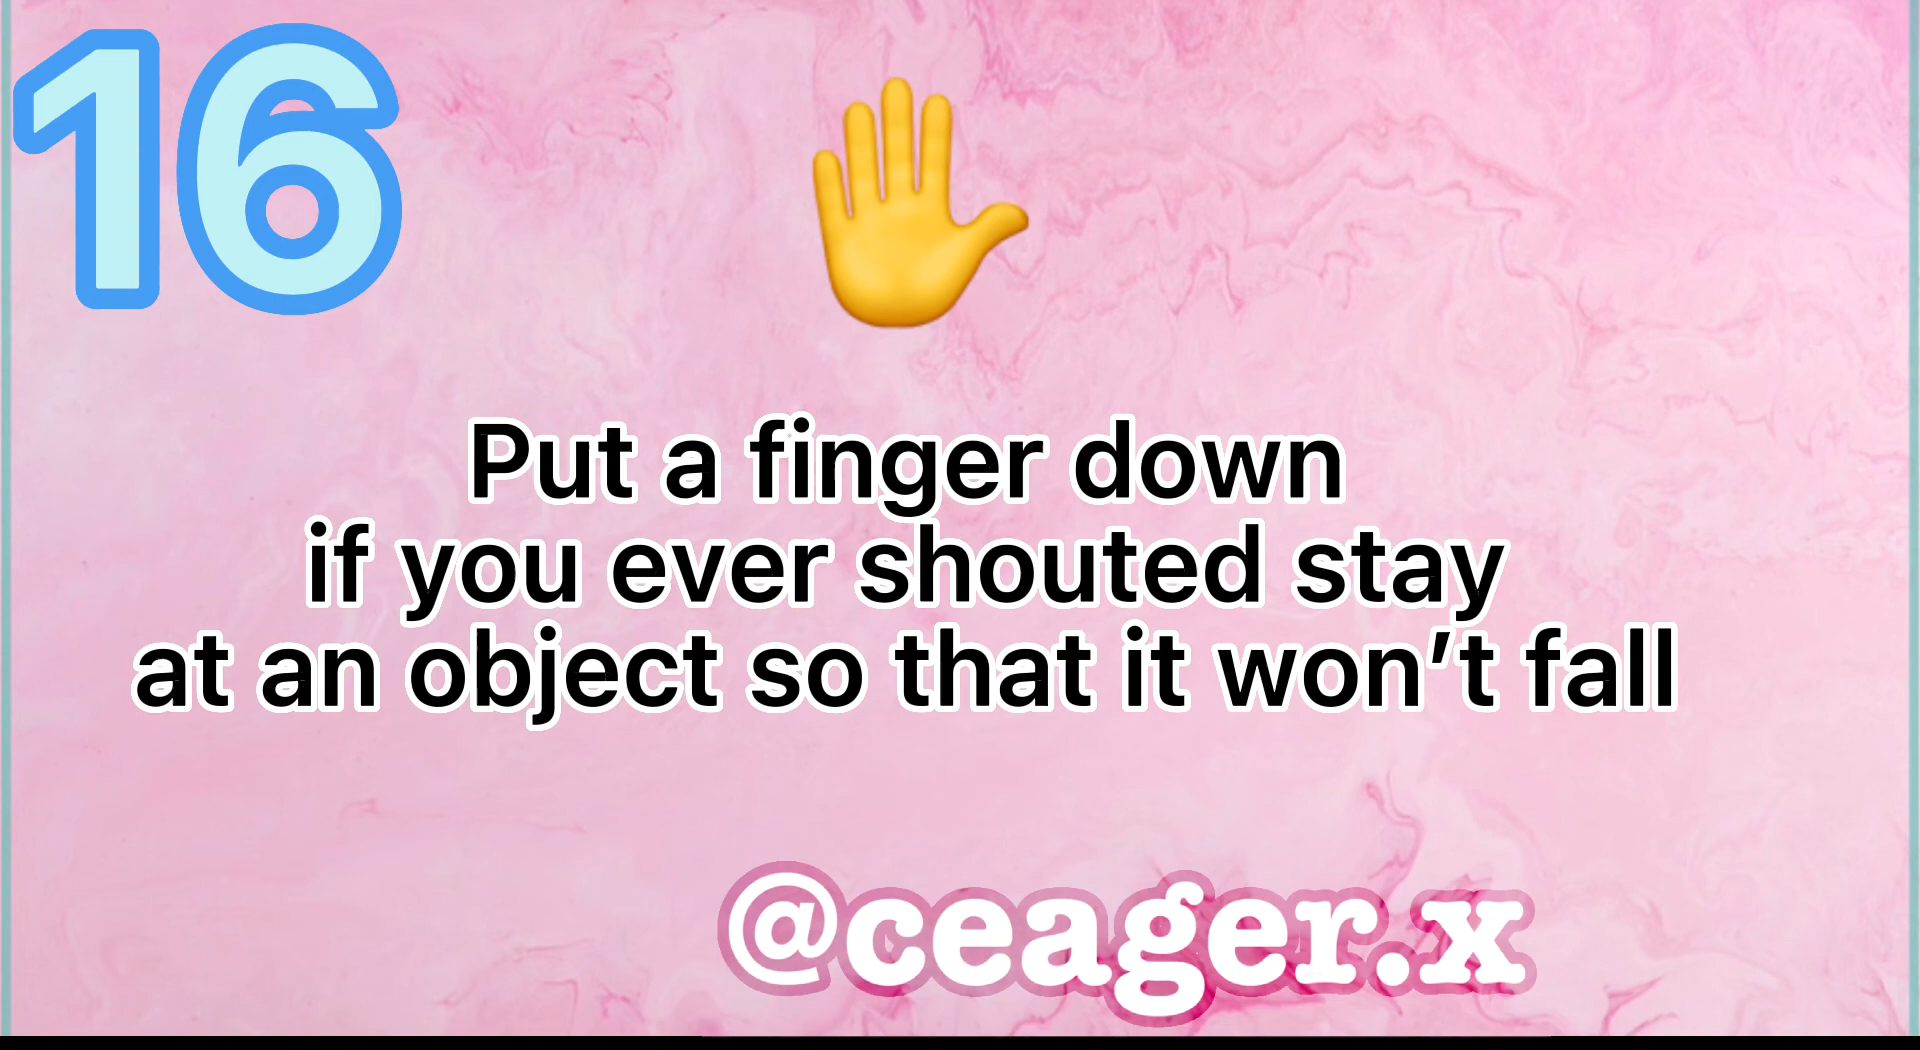 16
✋
Put a finger down
if you ever shouted stay
at an object so that it won’t fall
@ceager.x